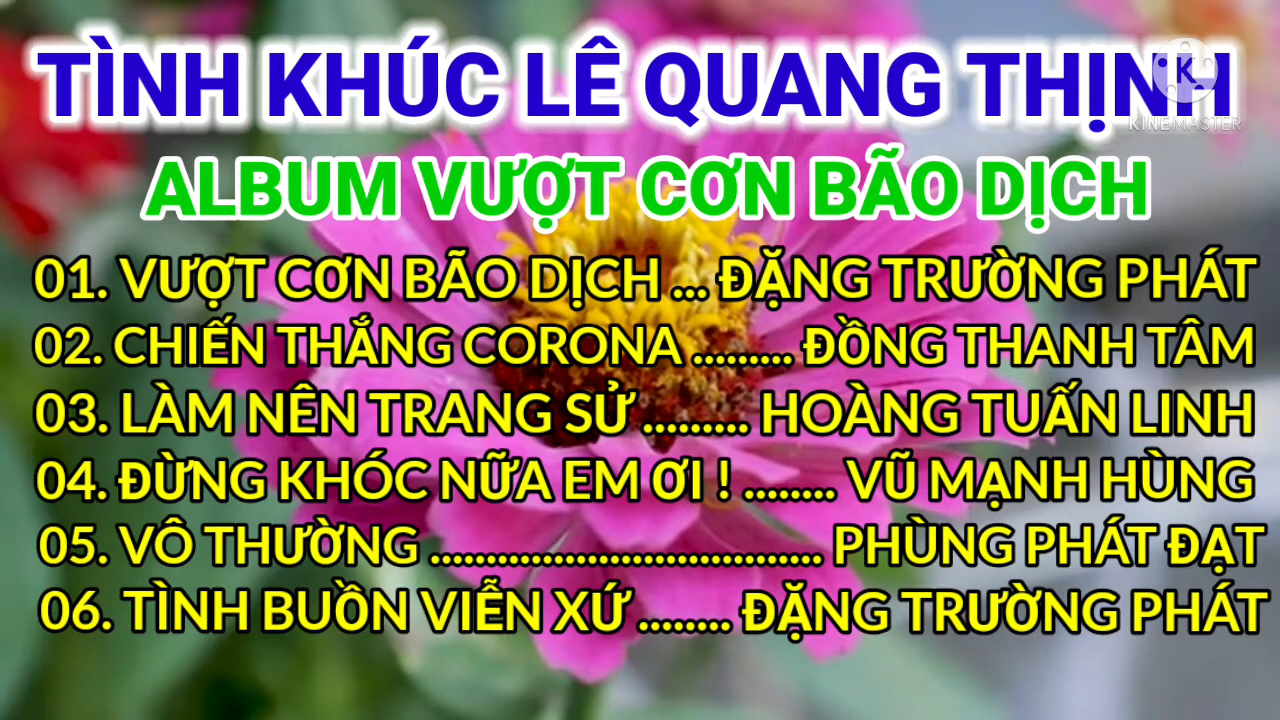 TÌNH KHÚC LÊ QUANG THỊNH
K
KINEMASTER
ALBUM VƯỢT CƠN BÃO DỊCH
01. VƯỢT CƠN BÃO DỊCH ... ĐẶNG TRƯỜNG PHÁT
02. CHIẾN THẮNG CORONA ......... ĐỒNG THANH TÂM
03. LÀM NÊN TRANG SỬ ......... HOÀNG TUẤN LINH
04. ĐỪNG KHÓC NỮA EM ƠI ! ........ VŨ MẠNH HÙNG
05. VÔ THƯỜNG ................................... PHÙNG PHÁT ĐẠT
06. TÌNH BUỒN VIỄN XỨ ........ ĐẶNG TRƯỜNG PHÁT